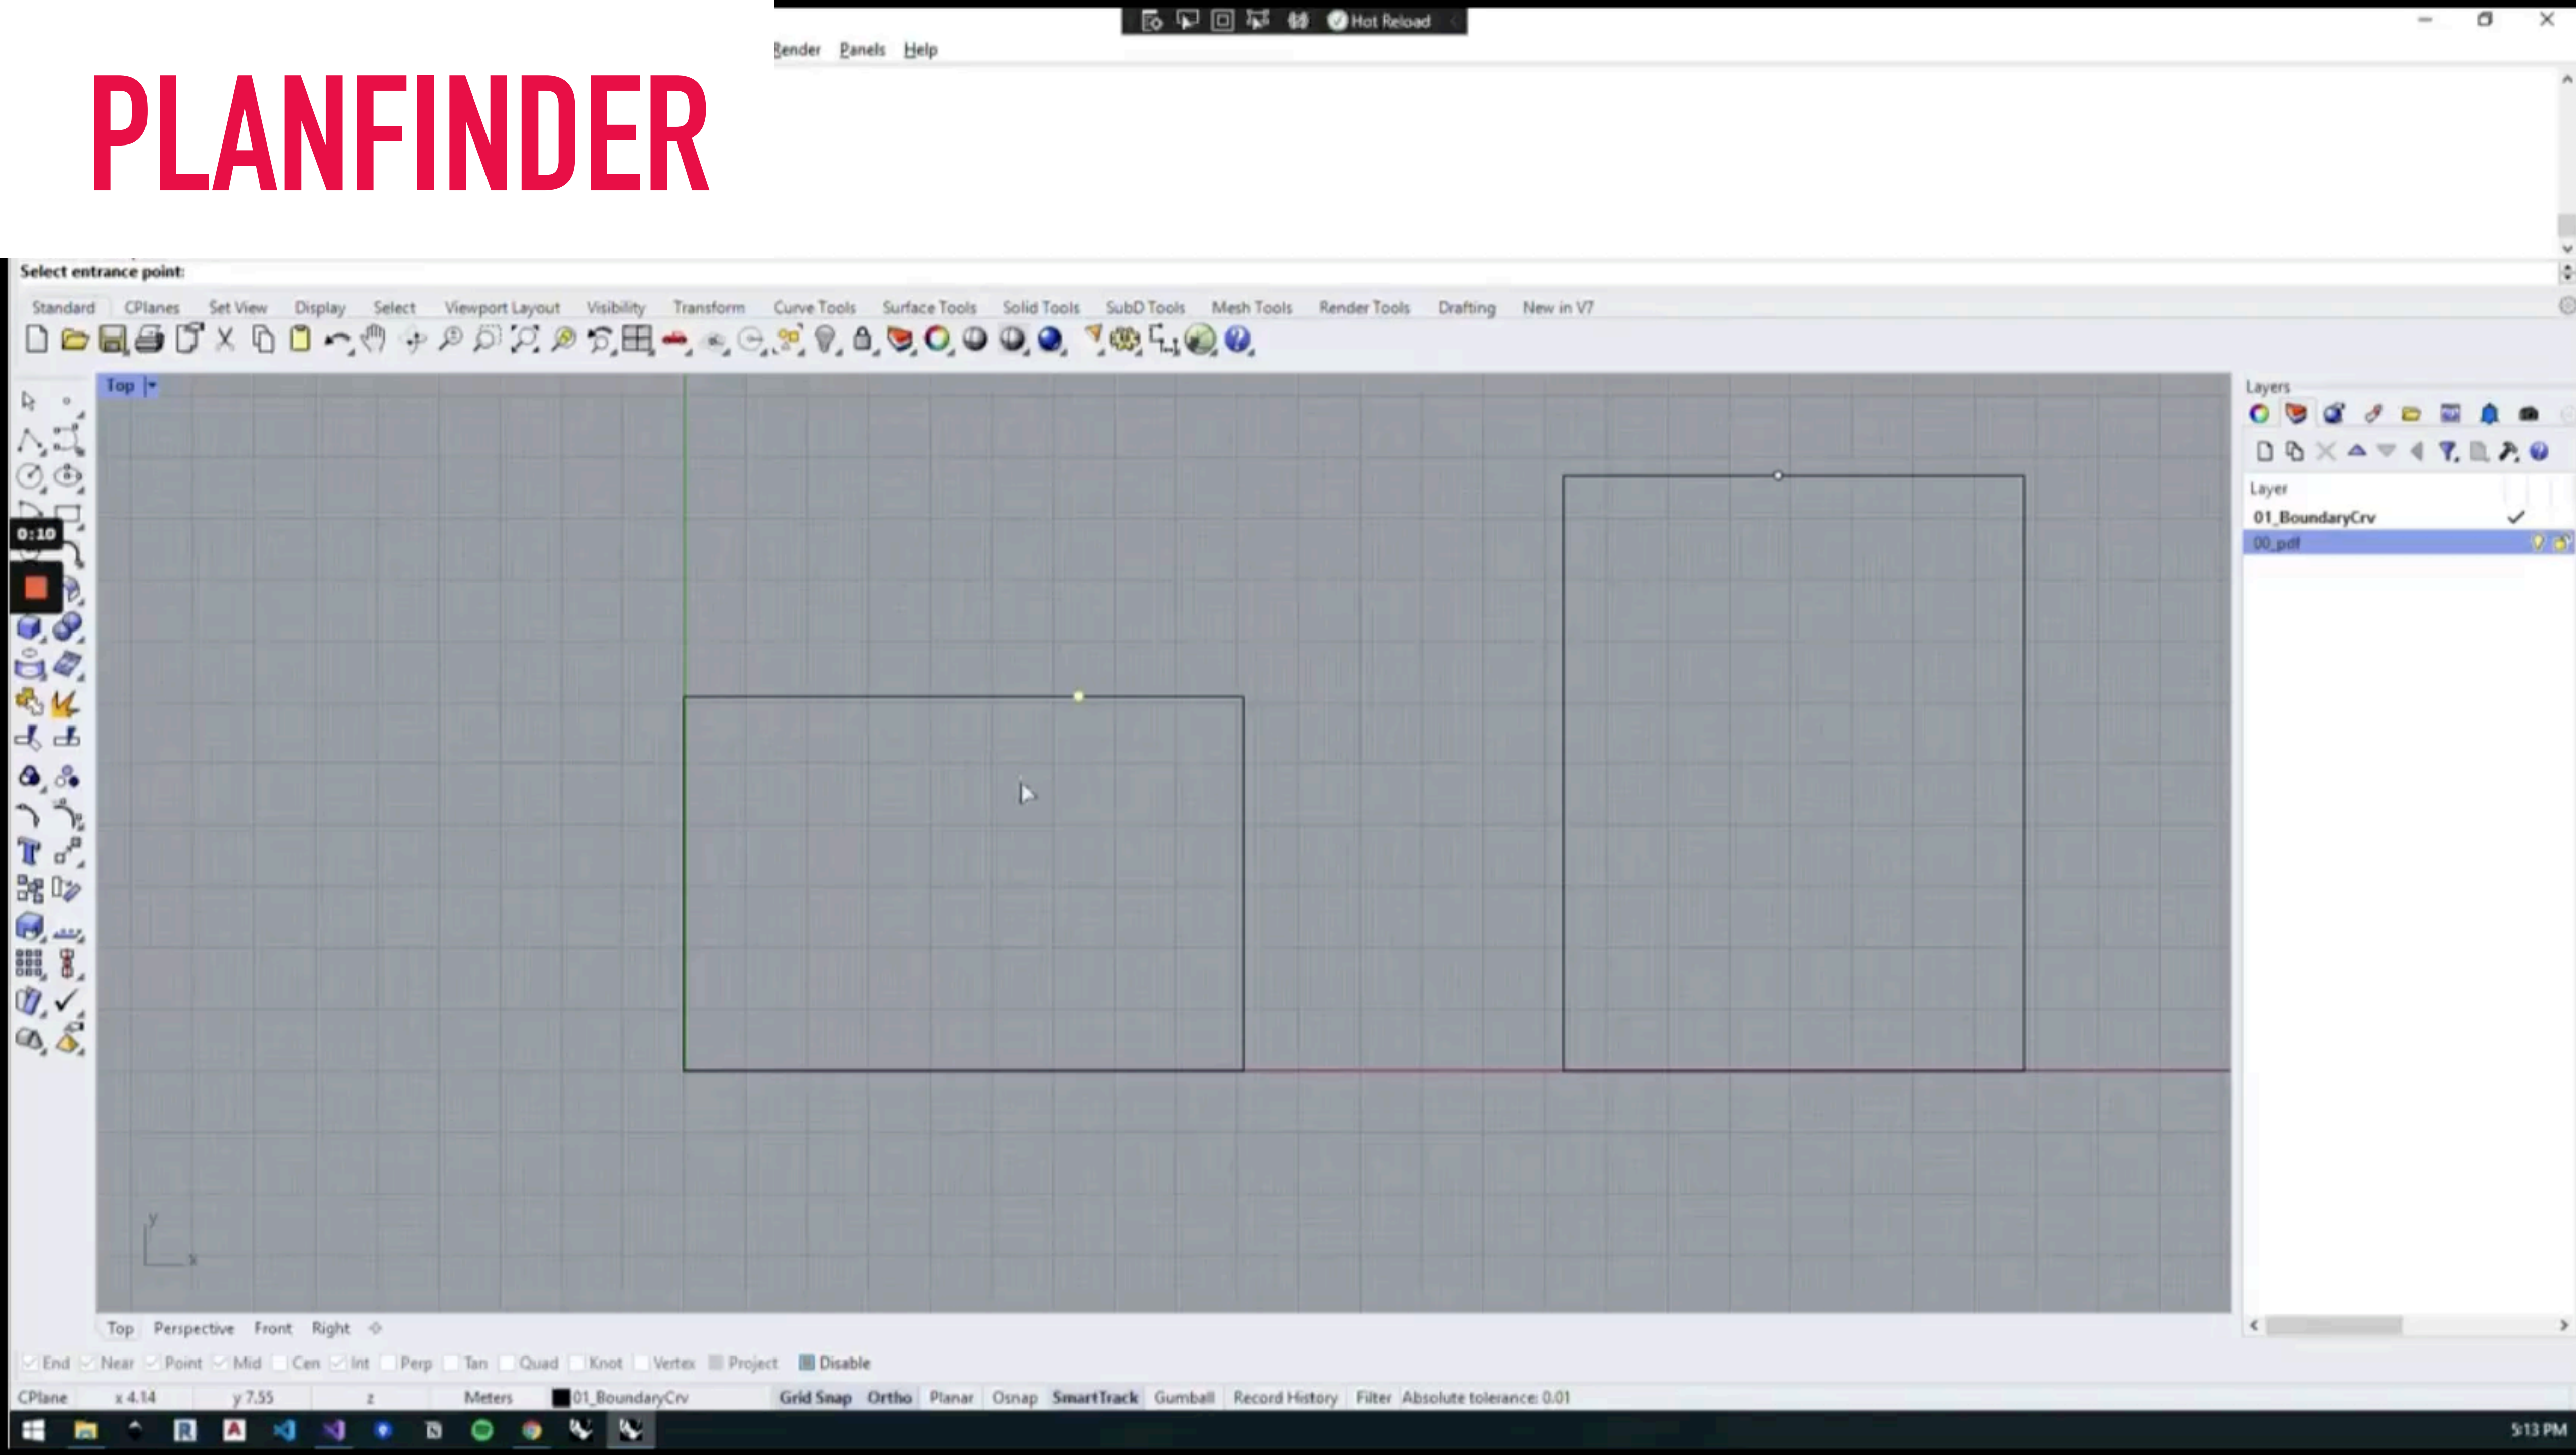 PLANFINDER
Hot Reload
Render Panels Help
Select entrance point:
Standard CPlanes Set View Display Select Viewport Layout Visibility Transform Curve Tools Surface Tools Solid Tools SubD Tools Mesh Tools Render Tools Drafting New in V7
Top
Layers
Layer
01_BoundaryCrv
00_pdf
0:10
y
x
Top Perspective Front Right
End Near Point Mid Cen Int Perp Tan Quad Knot Vertex Project Disable
CPlane x 4.14 y 7.55 z Meters 01_BoundaryCrv Grid Snap Ortho Planar Osnap SmartTrack Gumball Record History Filter Absolute tolerance: 0.01
5:13 PM